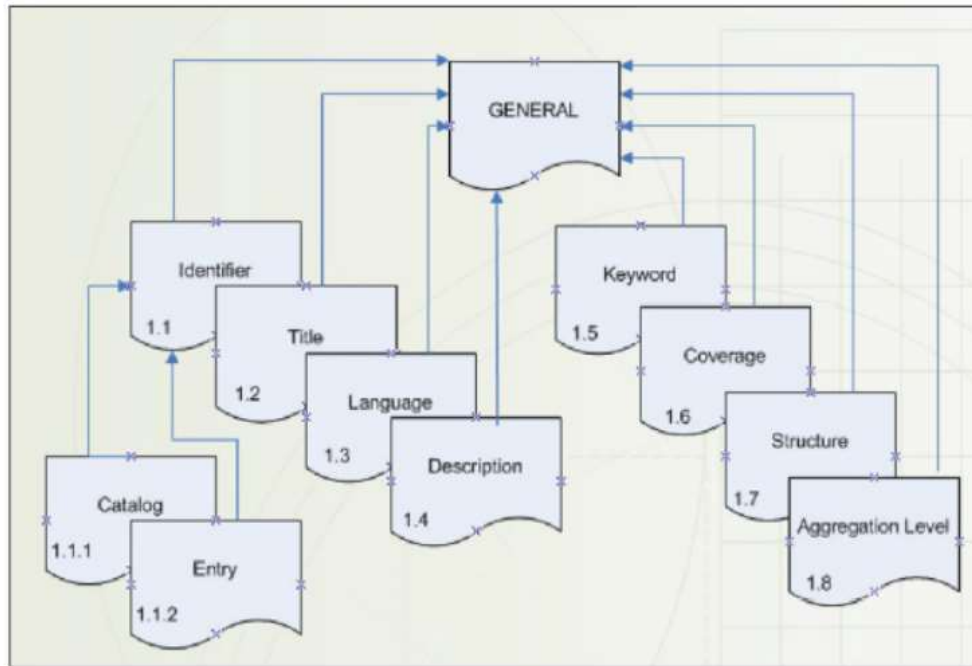 GENERAL
Identifier
1.1
Title
1.2
Language
1.3
Description
1.4
Catalog
1.1.1
Entry
1.1.2
Keyword
1.5
Coverage
1.6
Structure
1.7
Aggregation Level
1.8